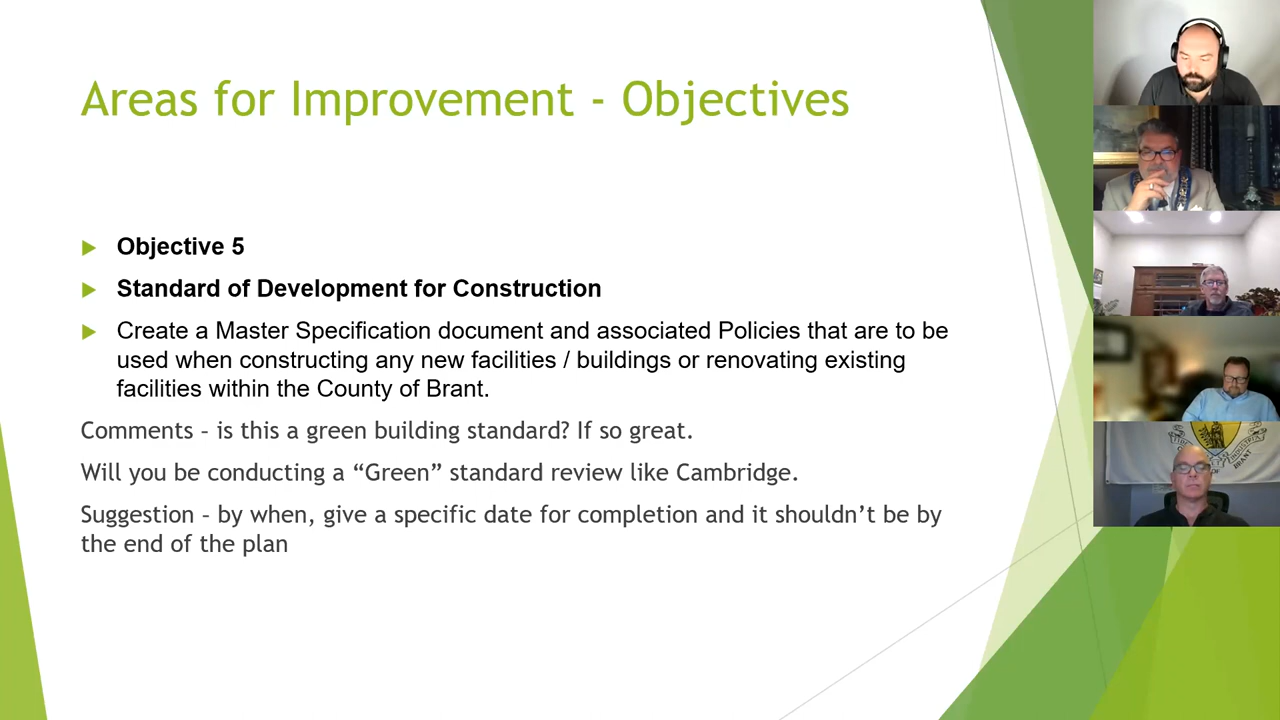 Areas for Improvement - Objectives
Objective 5
Standard of Development for Construction
Create a Master Specification document and associated Policies that are to be
used when constructing any new facilities / buildings or renovating existing
facilities within the County of Brant.
Comments – is this a green building standard? If so great.
Will you be conducting a “Green” standard review like Cambridge.
Suggestion – by when, give a specific date for completion and it shouldn’t be by
the end of the plan
BRANT